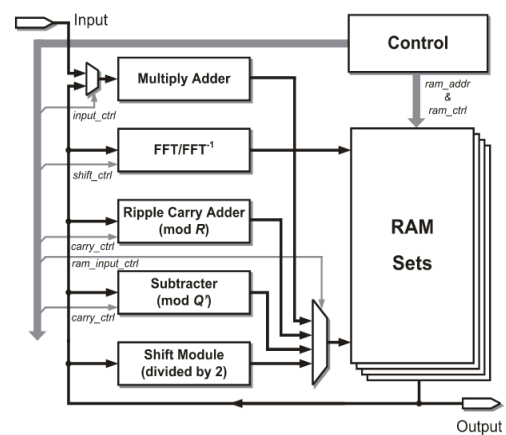 Input
Control
Multiply Adder
ram_addr
&
ram_ctrl
input_ctrl
FFT/FFT⁻¹
shift_ctrl
RAM
Sets
Ripple Carry Adder
(mod R)
carry_ctrl
ram_input_ctrl
Subtracter
(mod Q')
carry_ctrl
Shift Module
(divided by 2)
Output